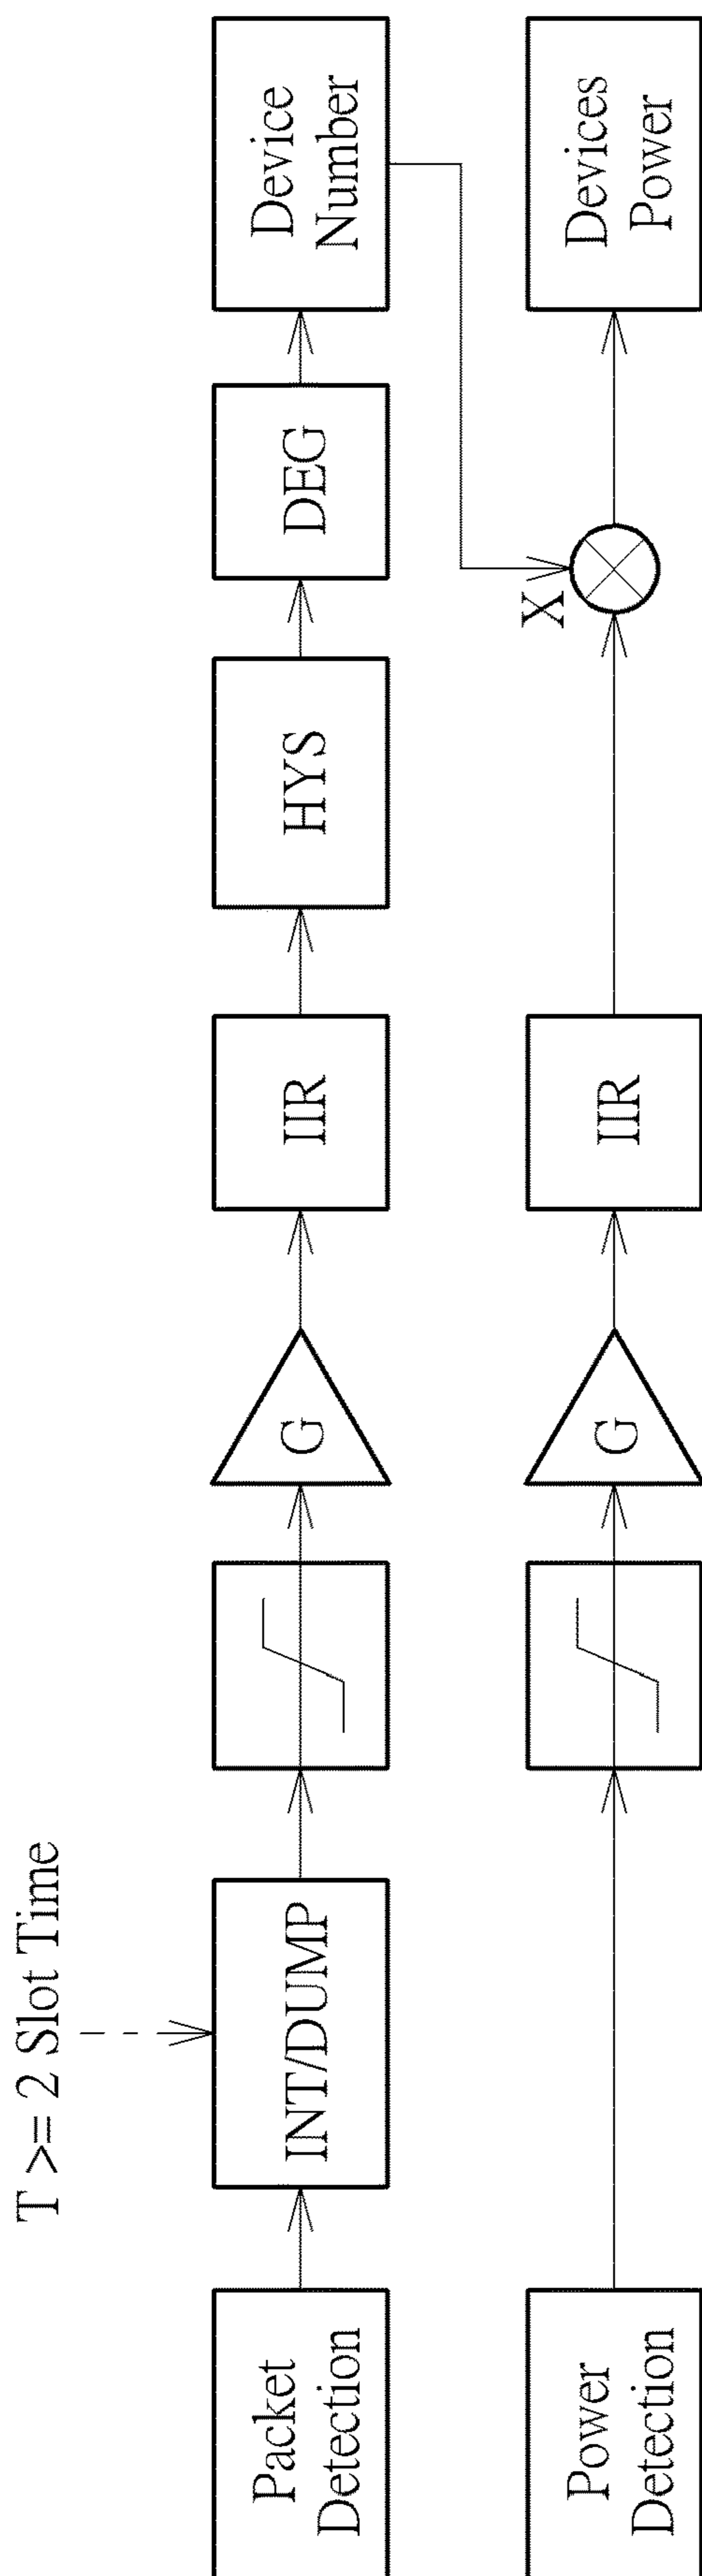 T >= 2 Slot Time
Packet
Detection
INT/DUMP
G
IIR
HYS
DEG
Device
Number
X
Power
Detection
G
IIR
Devices
Power